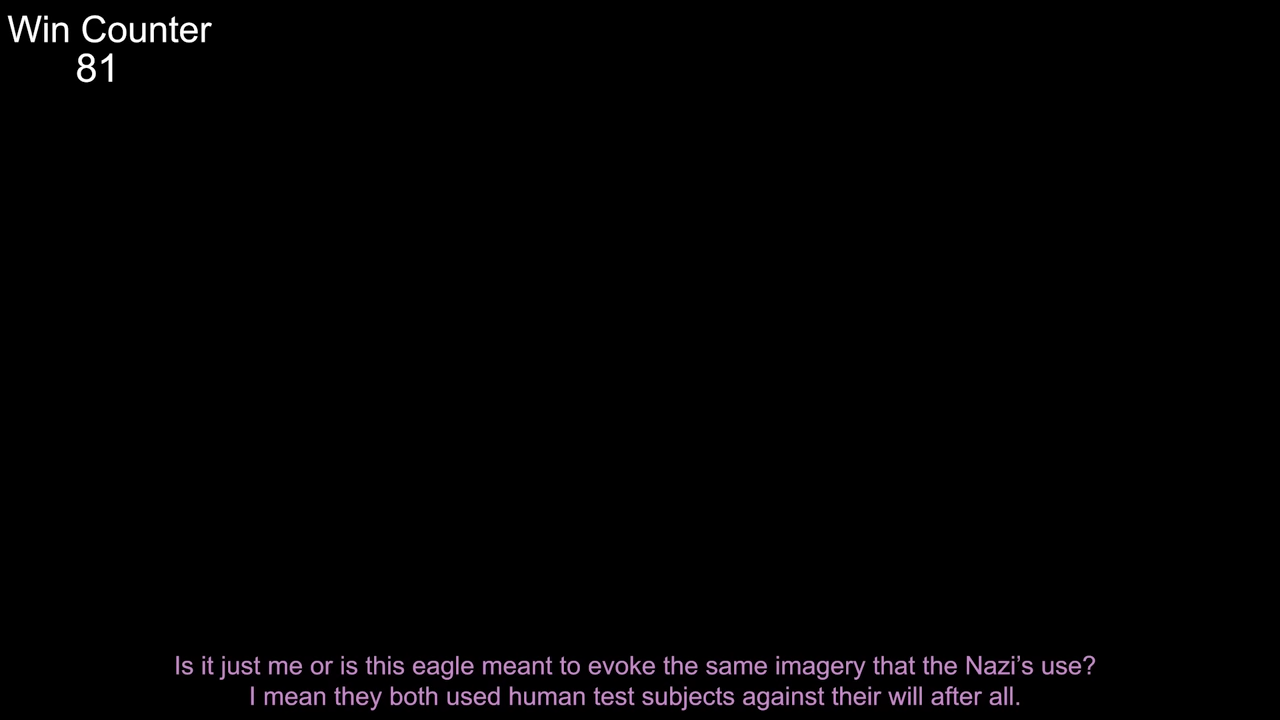 Win Counter
81
Is it just me or is this eagle meant to evoke the same imagery that the Nazi’s use?
I mean they both used human test subjects against their will after all.